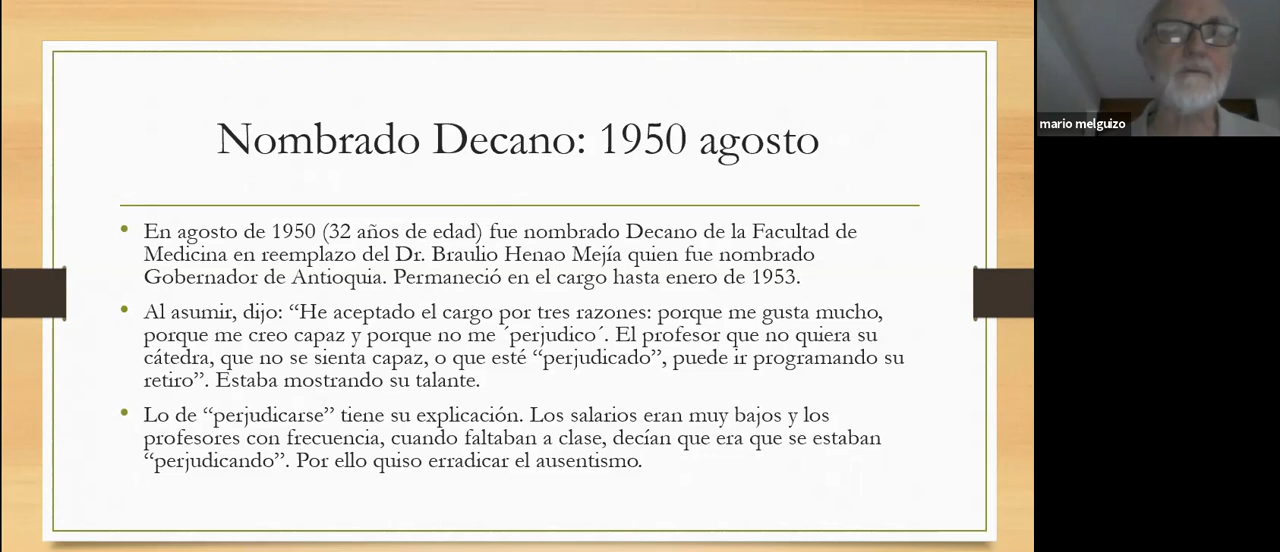 Nombrado Decano: 1950 agosto
• En agosto de 1950 (32 años de edad) fue nombrado Decano de la Facultad de
Medicina en reemplazo del Dr. Braulio Henao Mejía quien fue nombrado
Gobernador de Antioquia. Permaneció en el cargo hasta enero de 1953.
• Al asumir, dijo: “He aceptado el cargo por tres razones: porque me gusta mucho,
porque me creo capaz y porque no me ´perjudico´. El profesor que no quiera su
cátedra, que no se sienta capaz, o que esté “perjudicado”, puede ir programando su
retiro”. Estaba mostrando su talante.
• Lo de “perjudicarse” tiene su explicación. Los salarios eran muy bajos y los
profesores con frecuencia, cuando faltaban a clase, decían que era que se estaban
“perjudicando”. Por ello quiso erradicar el ausentismo.
mario melguizo